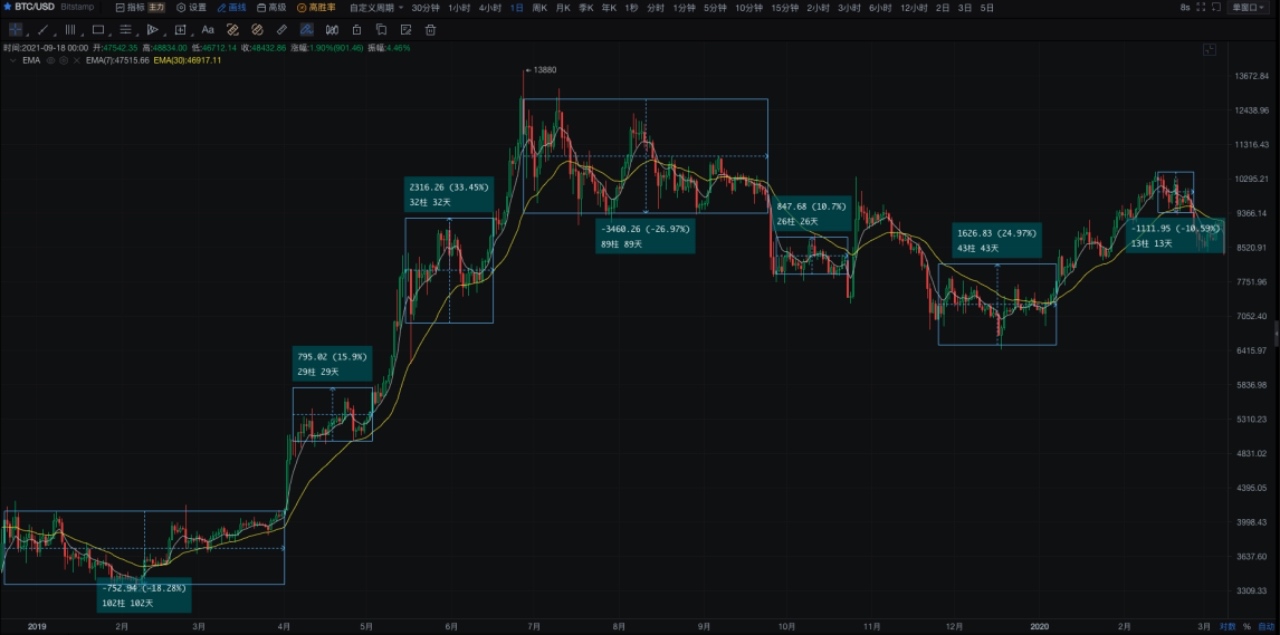 BTC/USD Bitstamp 指标 主力 设置 画线 高级 高胜率 自定义周期 30分钟 1小时 4小时 1日 周K 月K 季K 年K 1秒 分时 1分钟 5分钟 10分钟 15分钟 2小时 3小时 6小时 12小时 2日 3日 5日 8s 单窗口
Aa
时间:2021-09-18 00:00 开:47542.35 高:48834.00 低:46712.14 收:48432.86 涨幅:1.90%(901.46) 振幅:4.46%
EMA EMA(7):47515.66 EMA(30):46917.11
13880
13672.84
12438.96
11316.43
10295.21
9366.14
8520.91
7751.96
7052.40
6415.97
5836.98
5310.23
4831.02
4395.05
3998.43
3637.60
3309.33
2316.26 (33.45%)
32柱 32天
847.68 (10.7%)
26柱 26天
-3460.26 (-26.97%)
89柱 89天
1626.83 (24.97%)
43柱 43天
-1111.95 (-10.59%)
13柱 13天
795.02 (15.9%)
29柱 29天
-752.94 (-18.28%)
102柱 102天
2019 2月 3月 4月 5月 6月 7月 8月 9月 10月 11月 12月 2020 2月 3月 对数 % 自动